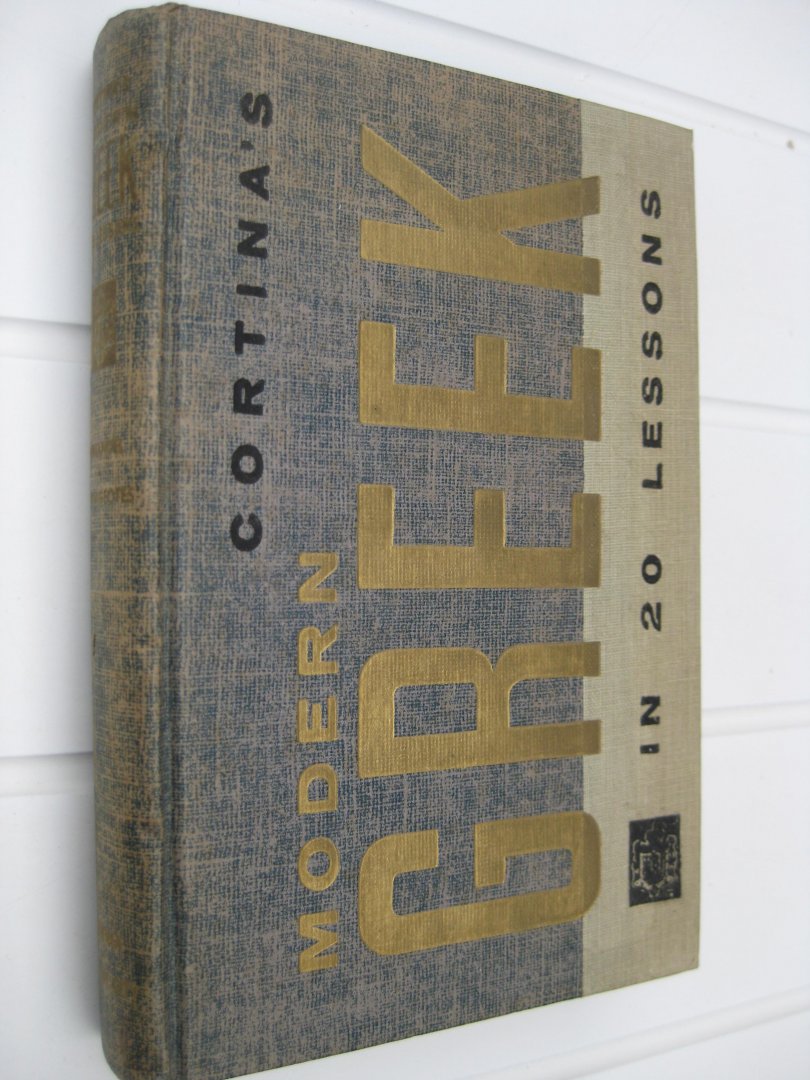 CORTINA'S
MODERN
GREEK
IN 20 LESSONS